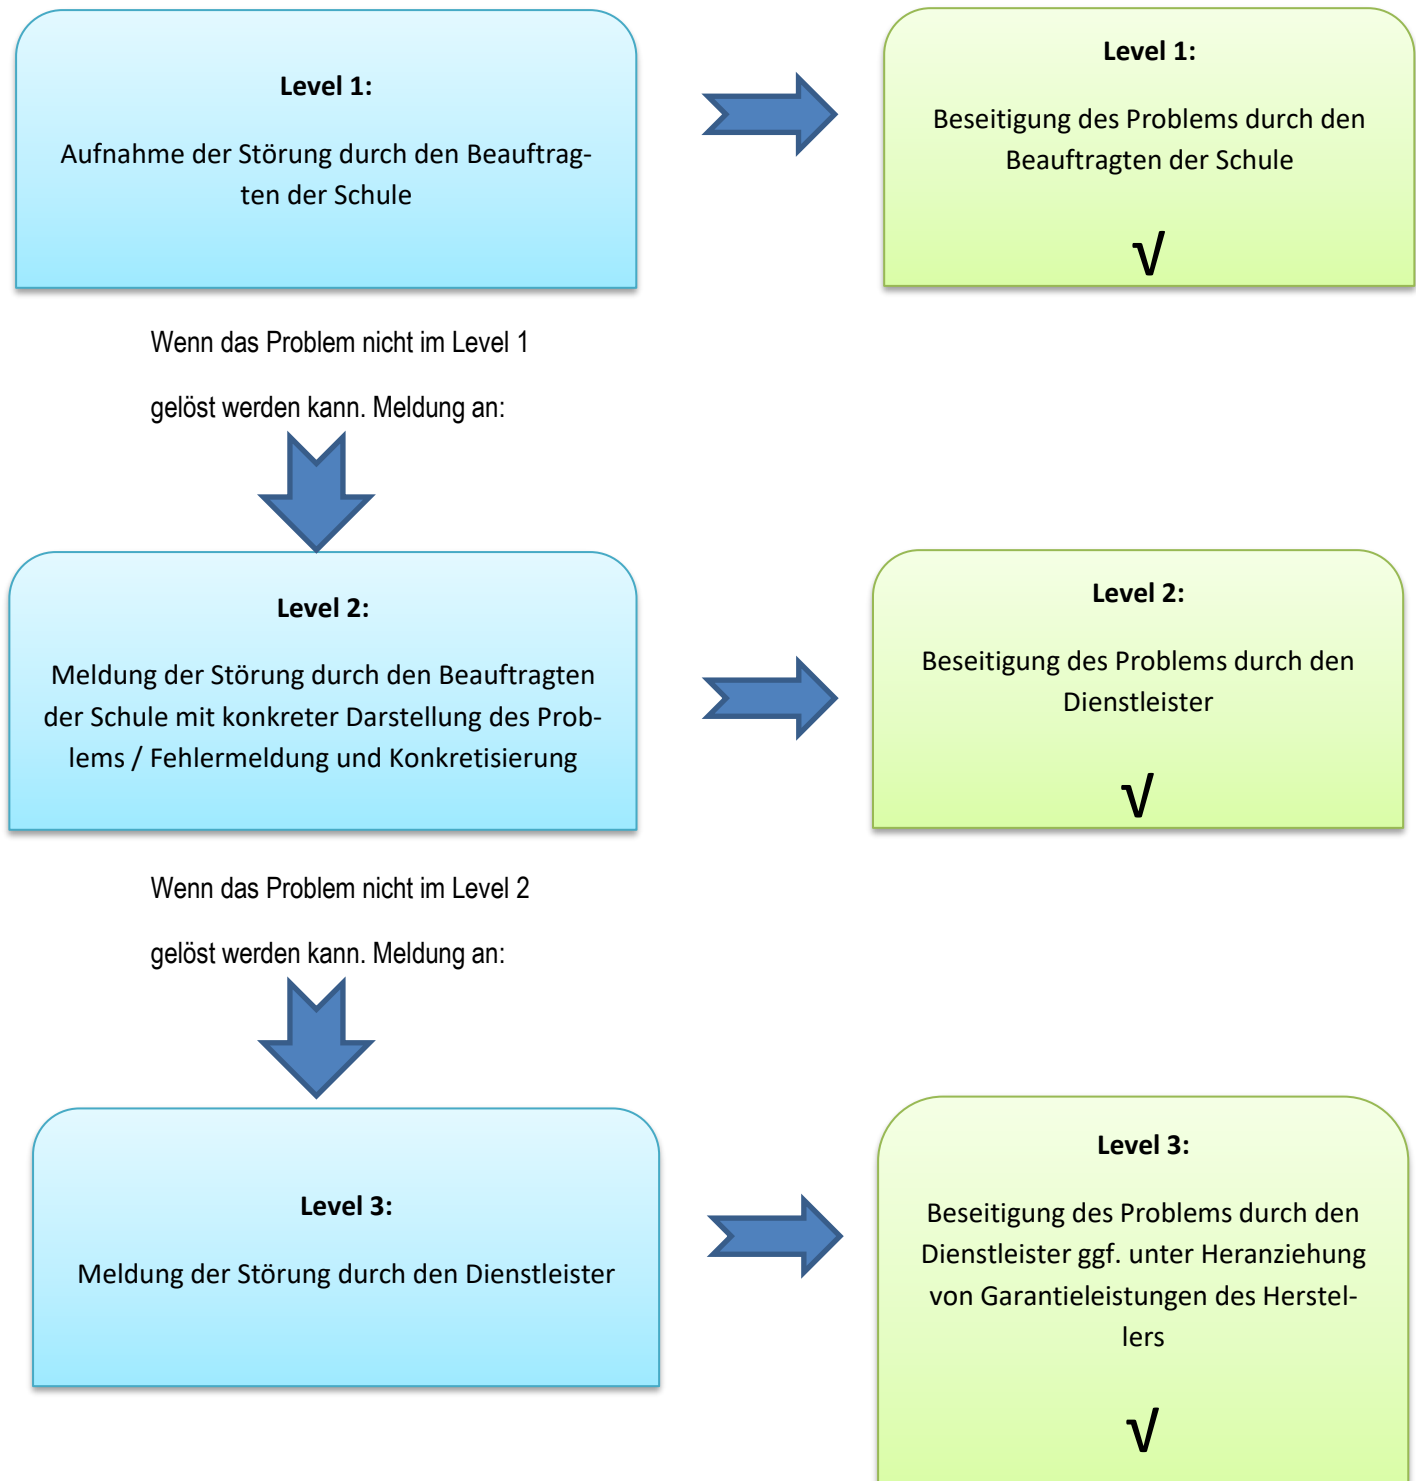 Level 1:
Aufnahme der Störung durch den Beauftrag-
ten der Schule
Level 1:
Beseitigung des Problems durch den
Beauftragten der Schule
√
Wenn das Problem nicht im Level 1
gelöst werden kann. Meldung an:
Level 2:
Meldung der Störung durch den Beauftragten
der Schule mit konkreter Darstellung des Prob-
lems / Fehlermeldung und Konkretisierung
Level 2:
Beseitigung des Problems durch den
Dienstleister
√
Wenn das Problem nicht im Level 2
gelöst werden kann. Meldung an:
Level 3:
Meldung der Störung durch den Dienstleister
Level 3:
Beseitigung des Problems durch den
Dienstleister ggf. unter Heranziehung
von Garantieleistungen des Herstel-
lers
√